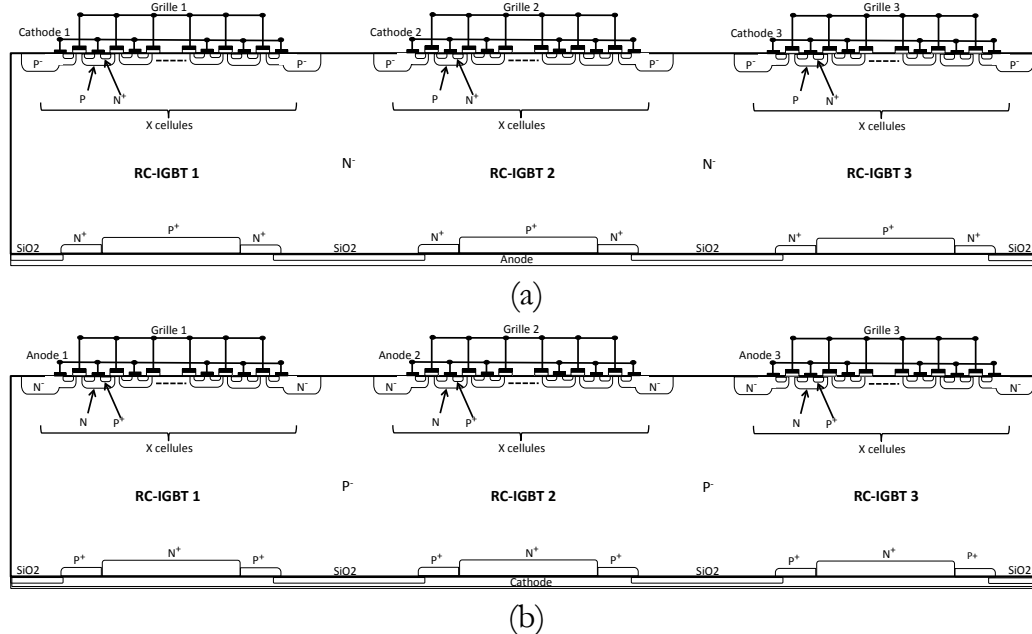 Grille 1 Grille 2 Grille 3
Cathode 1 Cathode 2 Cathode 3
P- P- P- P- P- P-
P N+ P N+ P N+
X cellules X cellules X cellules
N- N-
RC-IGBT 1 RC-IGBT 2 RC-IGBT 3
N+ P+ N+ N+ P+ N+ N+ P+ N+
SiO2 SiO2 SiO2 SiO2
Anode
(a)
Grille 1 Grille 2 Grille 3
Anode 1 Anode 2 Anode 3
N- N- N- N- N- N-
N P+ N P+ N P+
X cellules X cellules X cellules
P- P-
RC-IGBT 1 RC-IGBT 2 RC-IGBT 3
P+ N+ P+ P+ N+ P+ P+ N+ P+
SiO2 SiO2 SiO2 SiO2
Cathode
(b)